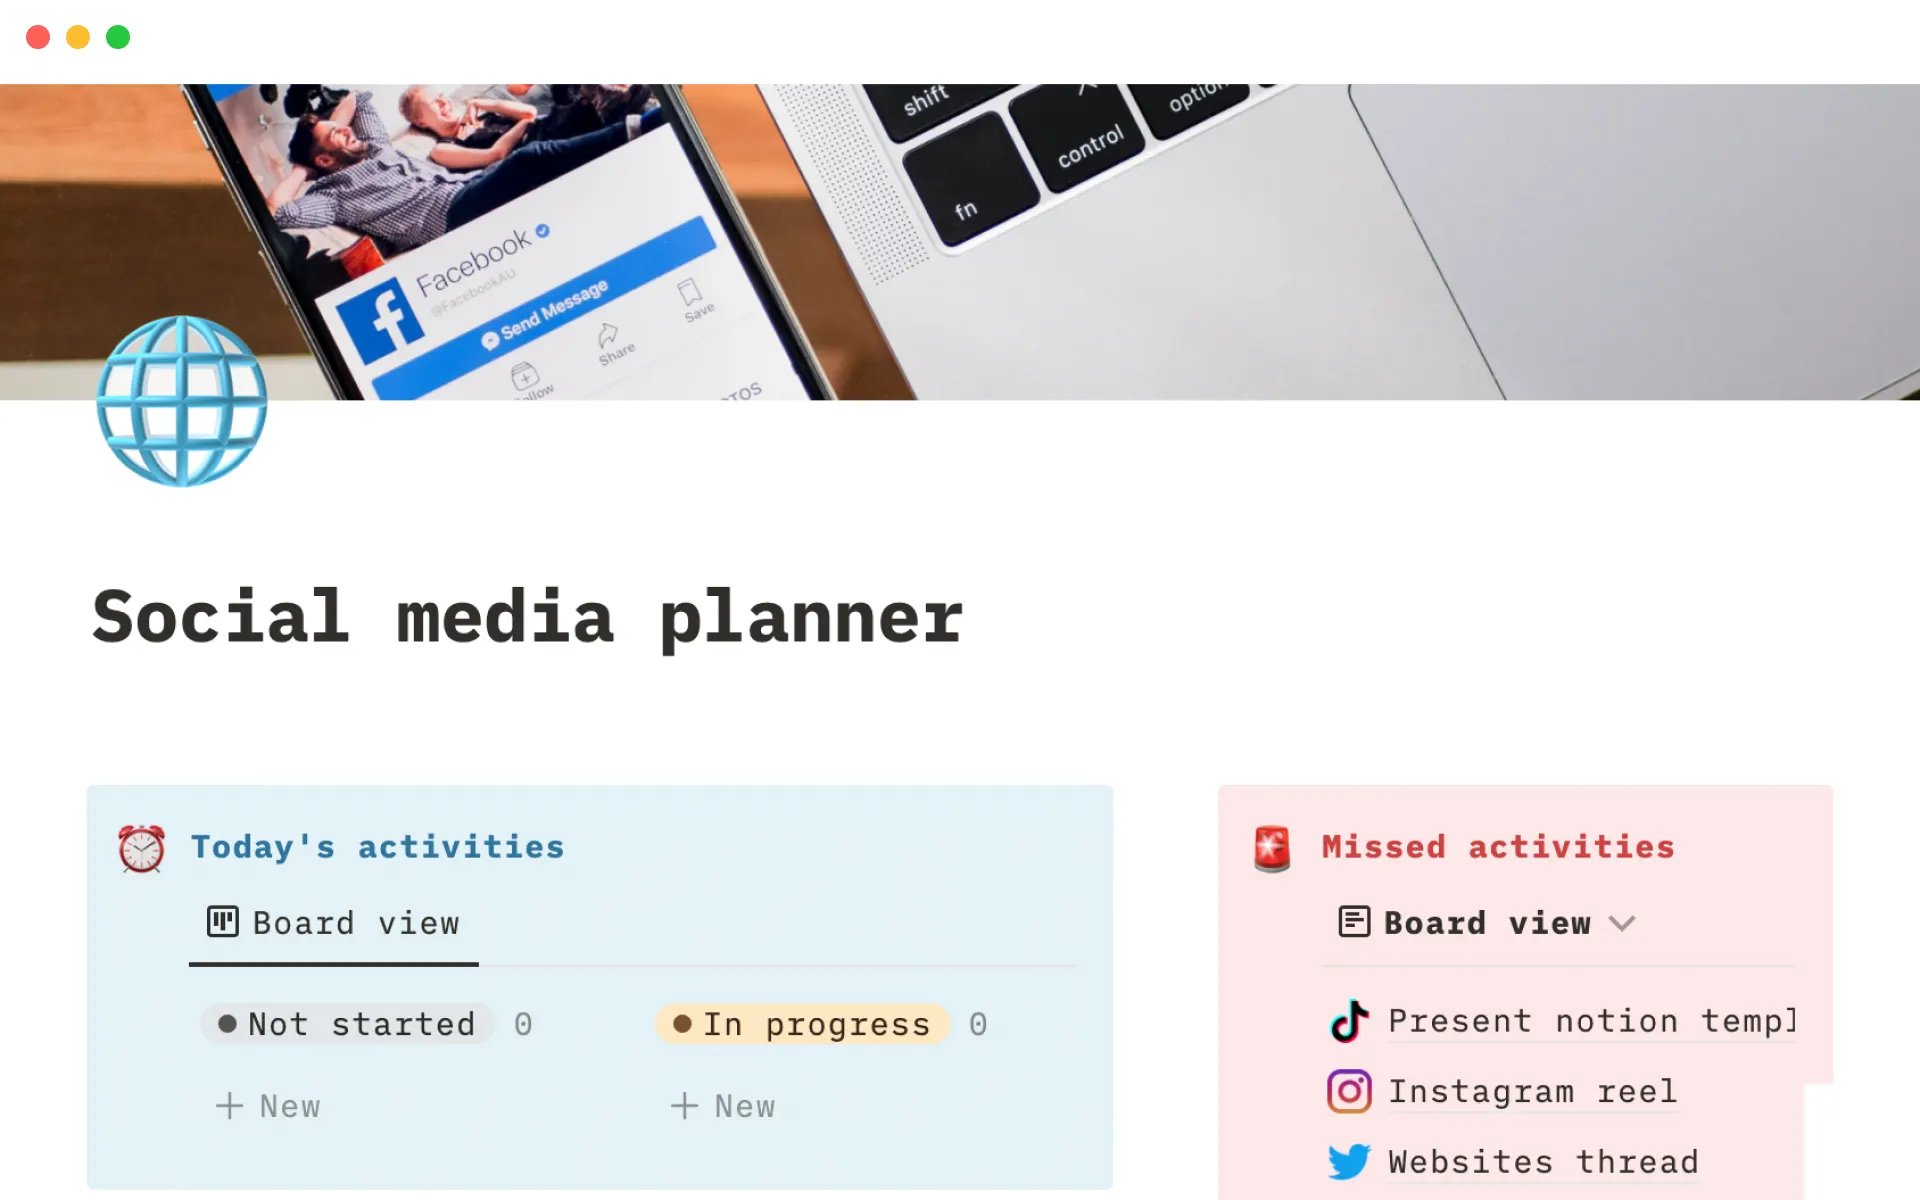 shift
control
option
fn
Facebook
@FacebookAU
Send Message
Save
Share
Social media planner
Today's activities
Board view
Not started 0
In progress 0
+ New
+ New
Missed activities
Board view
Present notion templ
Instagram reel
Websites thread